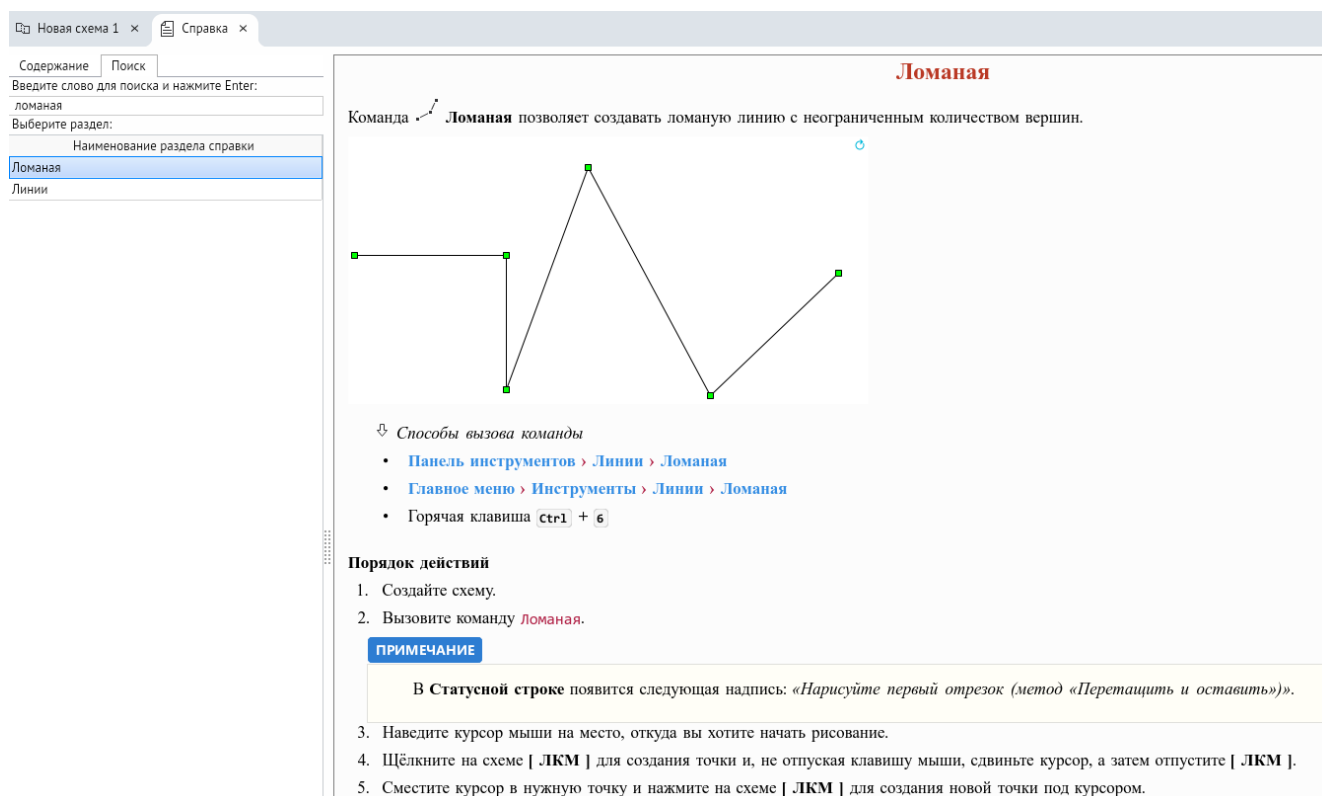 Новая схема 1 × Справка ×
Содержание Поиск
Введите слово для поиска и нажмите Enter:
ломаная
Выберите раздел:
Наименование раздела справки
Ломаная
Линии
Ломаная
Команда Ломаная позволяет создавать ломаную линию с неограниченным количеством вершин.
Способы вызова команды
• Панель инструментов › Линии › Ломаная
• Главное меню › Инструменты › Линии › Ломаная
• Горячая клавиша Ctrl + 6
Порядок действий
1. Создайте схему.
2. Вызовите команду Ломаная.
ПРИМЕЧАНИЕ
В Статусной строке появится следующая надпись: «Нарисуйте первый отрезок (метод «Перетащить и оставить»)».
3. Наведите курсор мыши на место, откуда вы хотите начать рисование.
4. Щёлкните на схеме [ ЛКМ ] для создания точки и, не отпуская клавишу мыши, сдвиньте курсор, а затем отпустите [ ЛКМ ].
5. Сместите курсор в нужную точку и нажмите на схеме [ ЛКМ ] для создания новой точки под курсором.